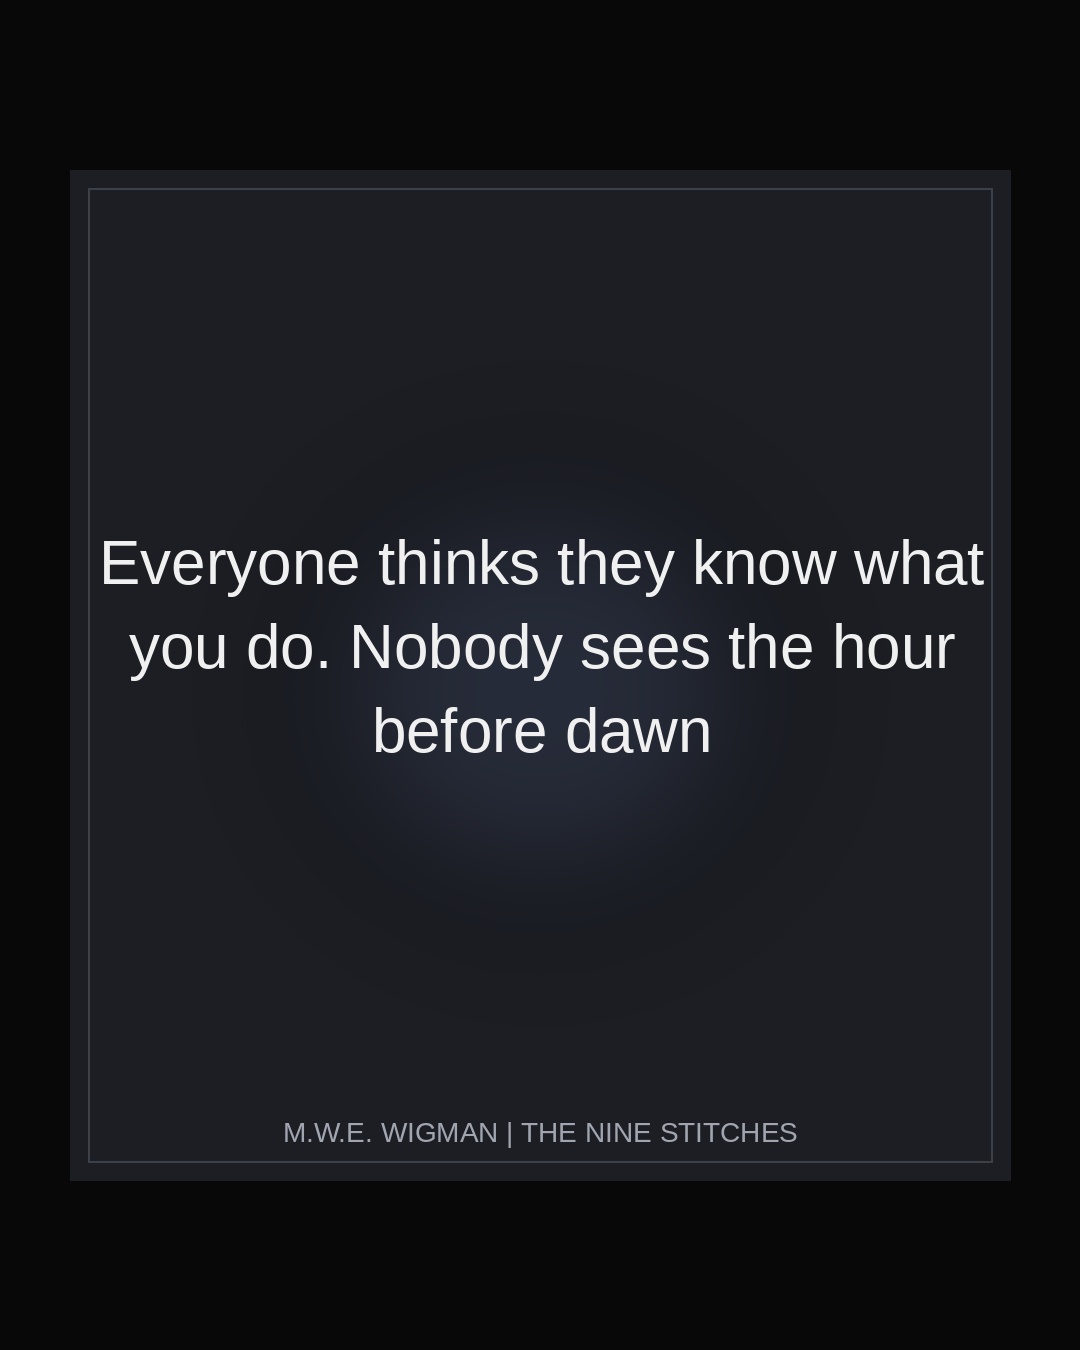 Everyone thinks they know what
you do. Nobody sees the hour
before dawn
M.W.E. WIGMAN | THE NINE STITCHES